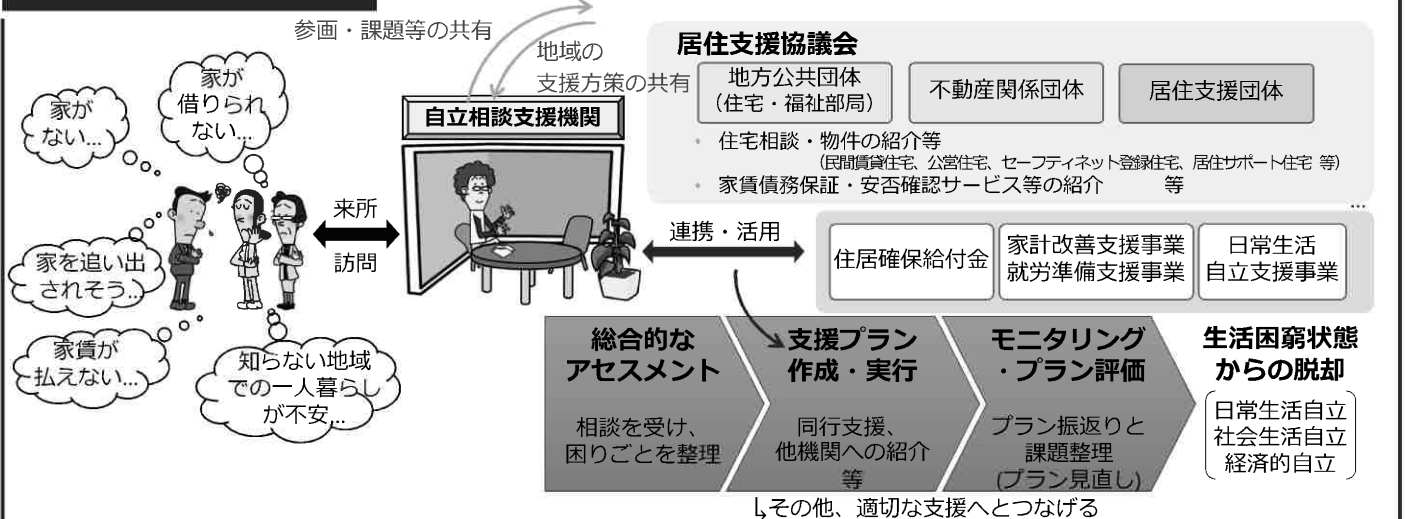 参画・課題等の共有
地域の
支援方策の共有
家が
ない…
家が
借りられ
ない…
家を追い出
されそう…
家賃が
払えない…
知らない地域
での一人暮らし
が不安…
来所
訪問
自立相談支援機関
連携・活用
居住支援協議会
地方公共団体
（住宅・福祉部局）
不動産関係団体
居住支援団体
・ 住宅相談・物件の紹介等
（民間賃貸住宅、公営住宅、セーフティネット登録住宅、居住サポート住宅 等）
・ 家賃債務保証・安否確認サービス等の紹介 等
…
住居確保給付金
家計改善支援事業
就労準備支援事業
日常生活
自立支援事業
総合的な
アセスメント
相談を受け、
困りごとを整理
支援プラン
作成・実行
同行支援、
他機関への紹介
等
モニタリング
・プラン評価
プラン振返りと
課題整理
(プラン見直し)
生活困窮状態
からの脱却
日常生活自立
社会生活自立
経済的自立
その他、適切な支援へとつなげる